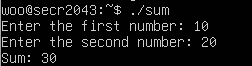 woo@secr2043:~$ ./sum
Enter the first number: 10
Enter the second number: 20
Sum: 30